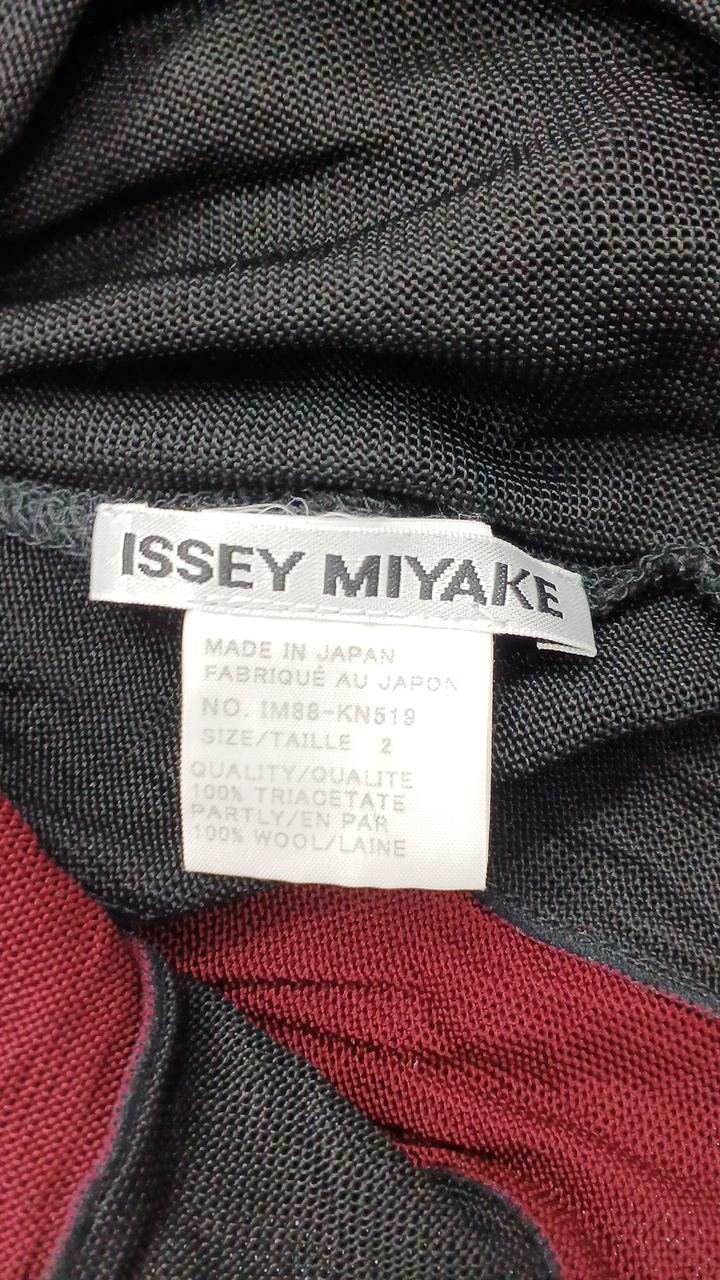 ISSEY MIYAKE
MADE IN JAPAN
FABRIQUÉ AU JAPON
NO. IM88-KN519
SIZE/TAILLE 2
QUALITY/QUALITE
100% TRIACETATE
PARTLY/EN PAR
100% WOOL/LAINE